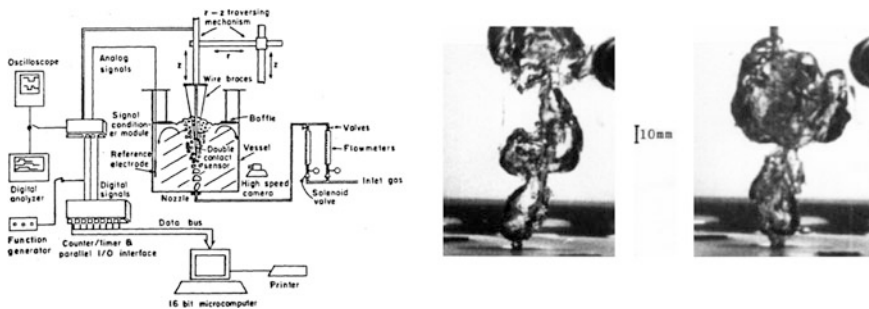 r – z traversing
mechanism
r
z
z
Oscilloscope
Analog
signals
Wire braces
Signal condition-
er module
Baffle
Reference
electrode
Vessel
Double
contact
sensor
High speed
camera
Nozzle
Valves
Flowmeters
Inlet gas
Solenoid
valve
Digital analyzer
Digital
signals
Data bus
Function
generator
Counter/timer &
parallel I/O interface
Printer
16 bit microcomputer
10mm